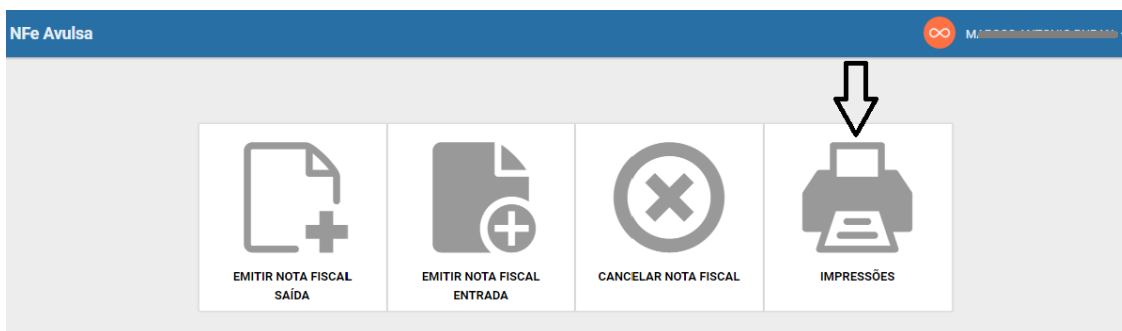 NFe Avulsa
EMITIR NOTA FISCAL
SAÍDA
EMITIR NOTA FISCAL
ENTRADA
CANCELAR NOTA FISCAL
IMPRESSÕES